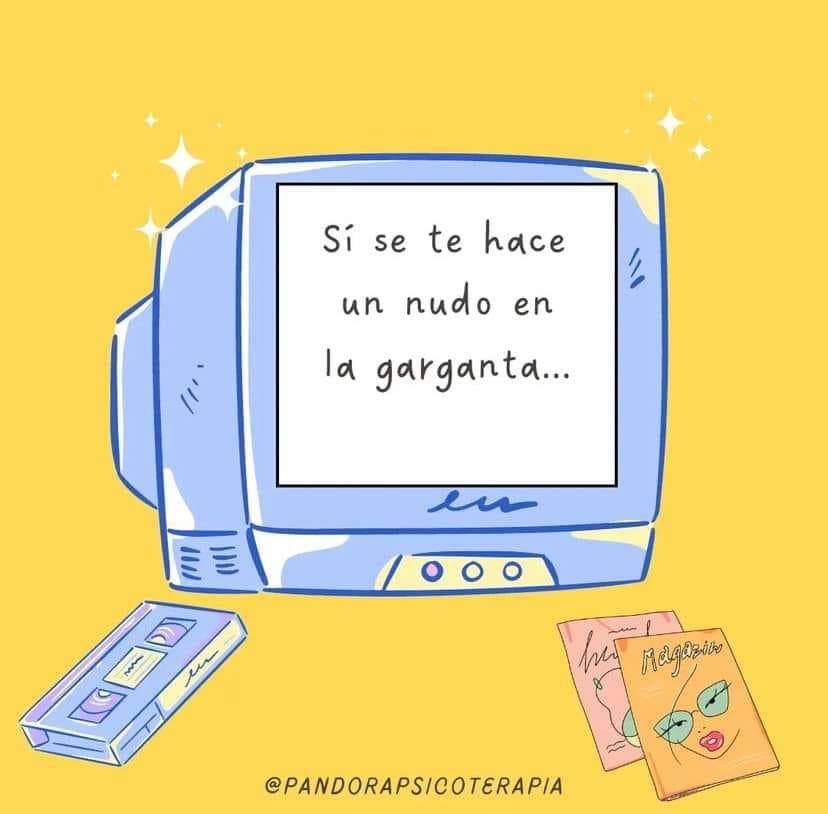 Sí se te hace
un nudo en
la garganta...
Magazin
@PANDORAPSICOTERAPIA